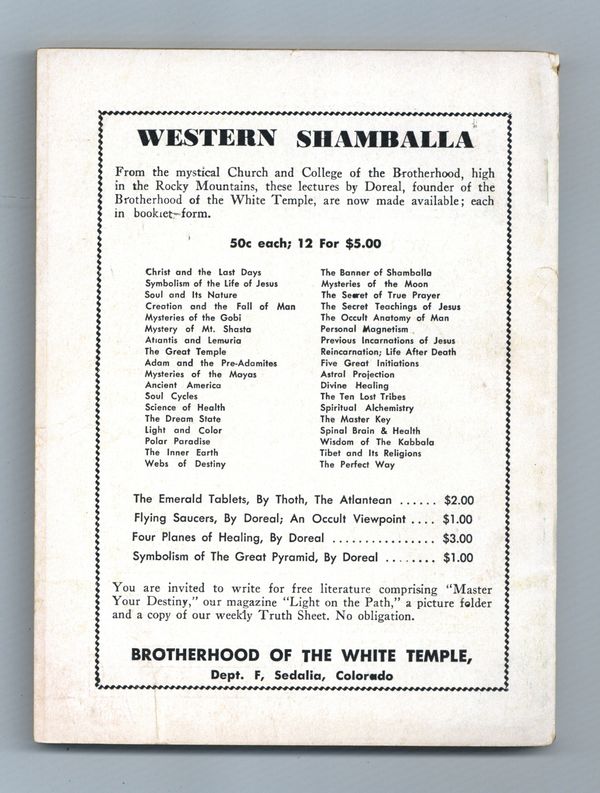 WESTERN SHAMBALLA
From the mystical Church and College of the Brotherhood, high
in the Rocky Mountains, these lectures by Doreal, founder of the
Brotherhood of the White Temple, are now made available; each
in booklet form.
50c each; 12 For $5.00
Christ and the Last Days
Symbolism of the Life of Jesus
Soul and Its Nature
Creation and the Fall of Man
Mysteries of the Gobi
Mystery of Mt. Shasta
Atlantis and Lemuria
The Great Temple
Adam and the Pre-Adamites
Mysteries of the Mayas
Ancient America
Soul Cycles
Science of Health
The Dream State
Light and Color
Polar Paradise
The Inner Earth
Webs of Destiny
The Banner of Shamballa
Mysteries of the Moon
The Secret of True Prayer
The Secret Teachings of Jesus
The Occult Anatomy of Man
Personal Magnetism
Previous Incarnations of Jesus
Reincarnation; Life After Death
Five Great Initiations
Astral Projection
Divine Healing
The Ten Lost Tribes
Spiritual Alchemistry
The Master Key
Spinal Brain & Health
Wisdom of the Kabbala
Tibet and Its Religions
The Perfect Way
The Emerald Tablets, By Thoth, The Atlantean ...... $2.00
Flying Saucers, By Doreal; An Occult Viewpoint .... $1.00
Four Planes of Healing, By Doreal ................ $3.00
Symbolism of The Great Pyramid, By Doreal ........ $1.00
You are invited to write for free literature comprising "Master
Your Destiny," our magazine "Light on the Path," a picture folder
and a copy of our weekly Truth Sheet. No obligation.
BROTHERHOOD OF THE WHITE TEMPLE,
Dept. F, Sedalia, Colorado